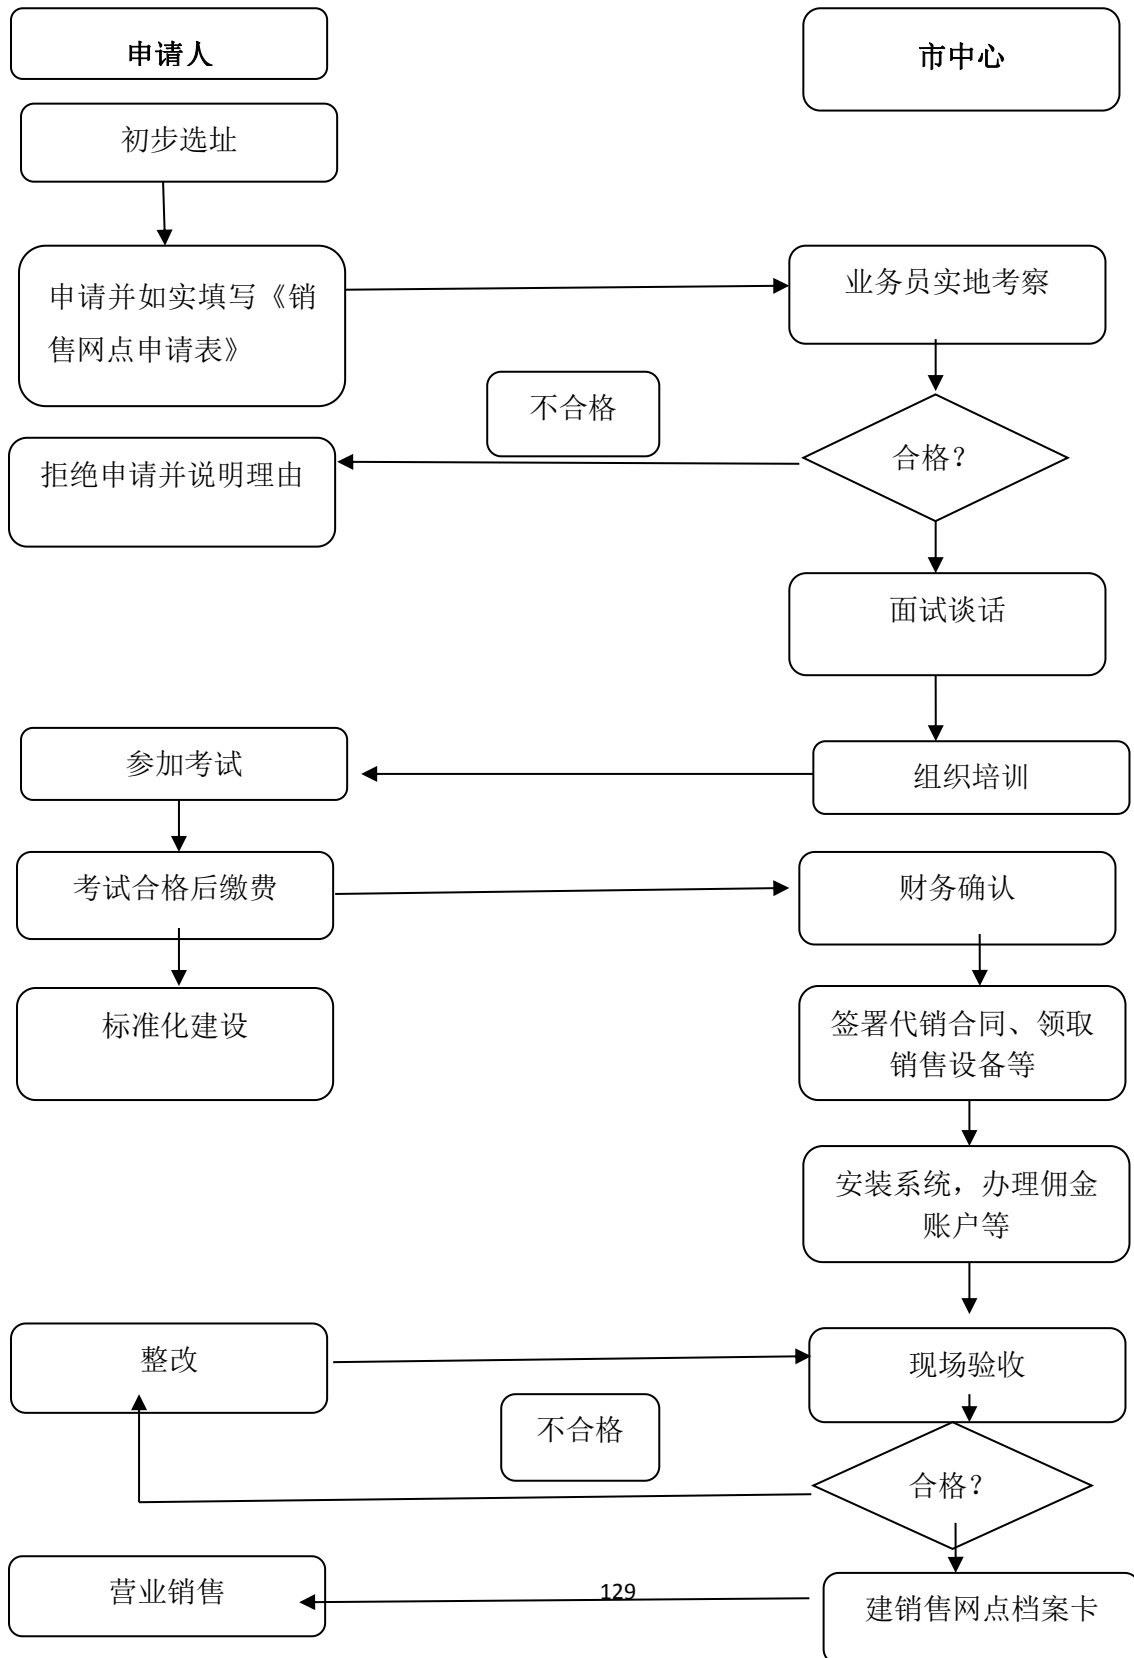 申请人
市中心
初步选址
申请并如实填写《销
售网点申请表》
业务员实地考察
不合格
合格？
拒绝申请并说明理由
面试谈话
参加考试
组织培训
考试合格后缴费
财务确认
标准化建设
签署代销合同、领取
销售设备等
安装系统，办理佣金
账户等
整改
现场验收
不合格
合格？
营业销售
129
建销售网点档案卡